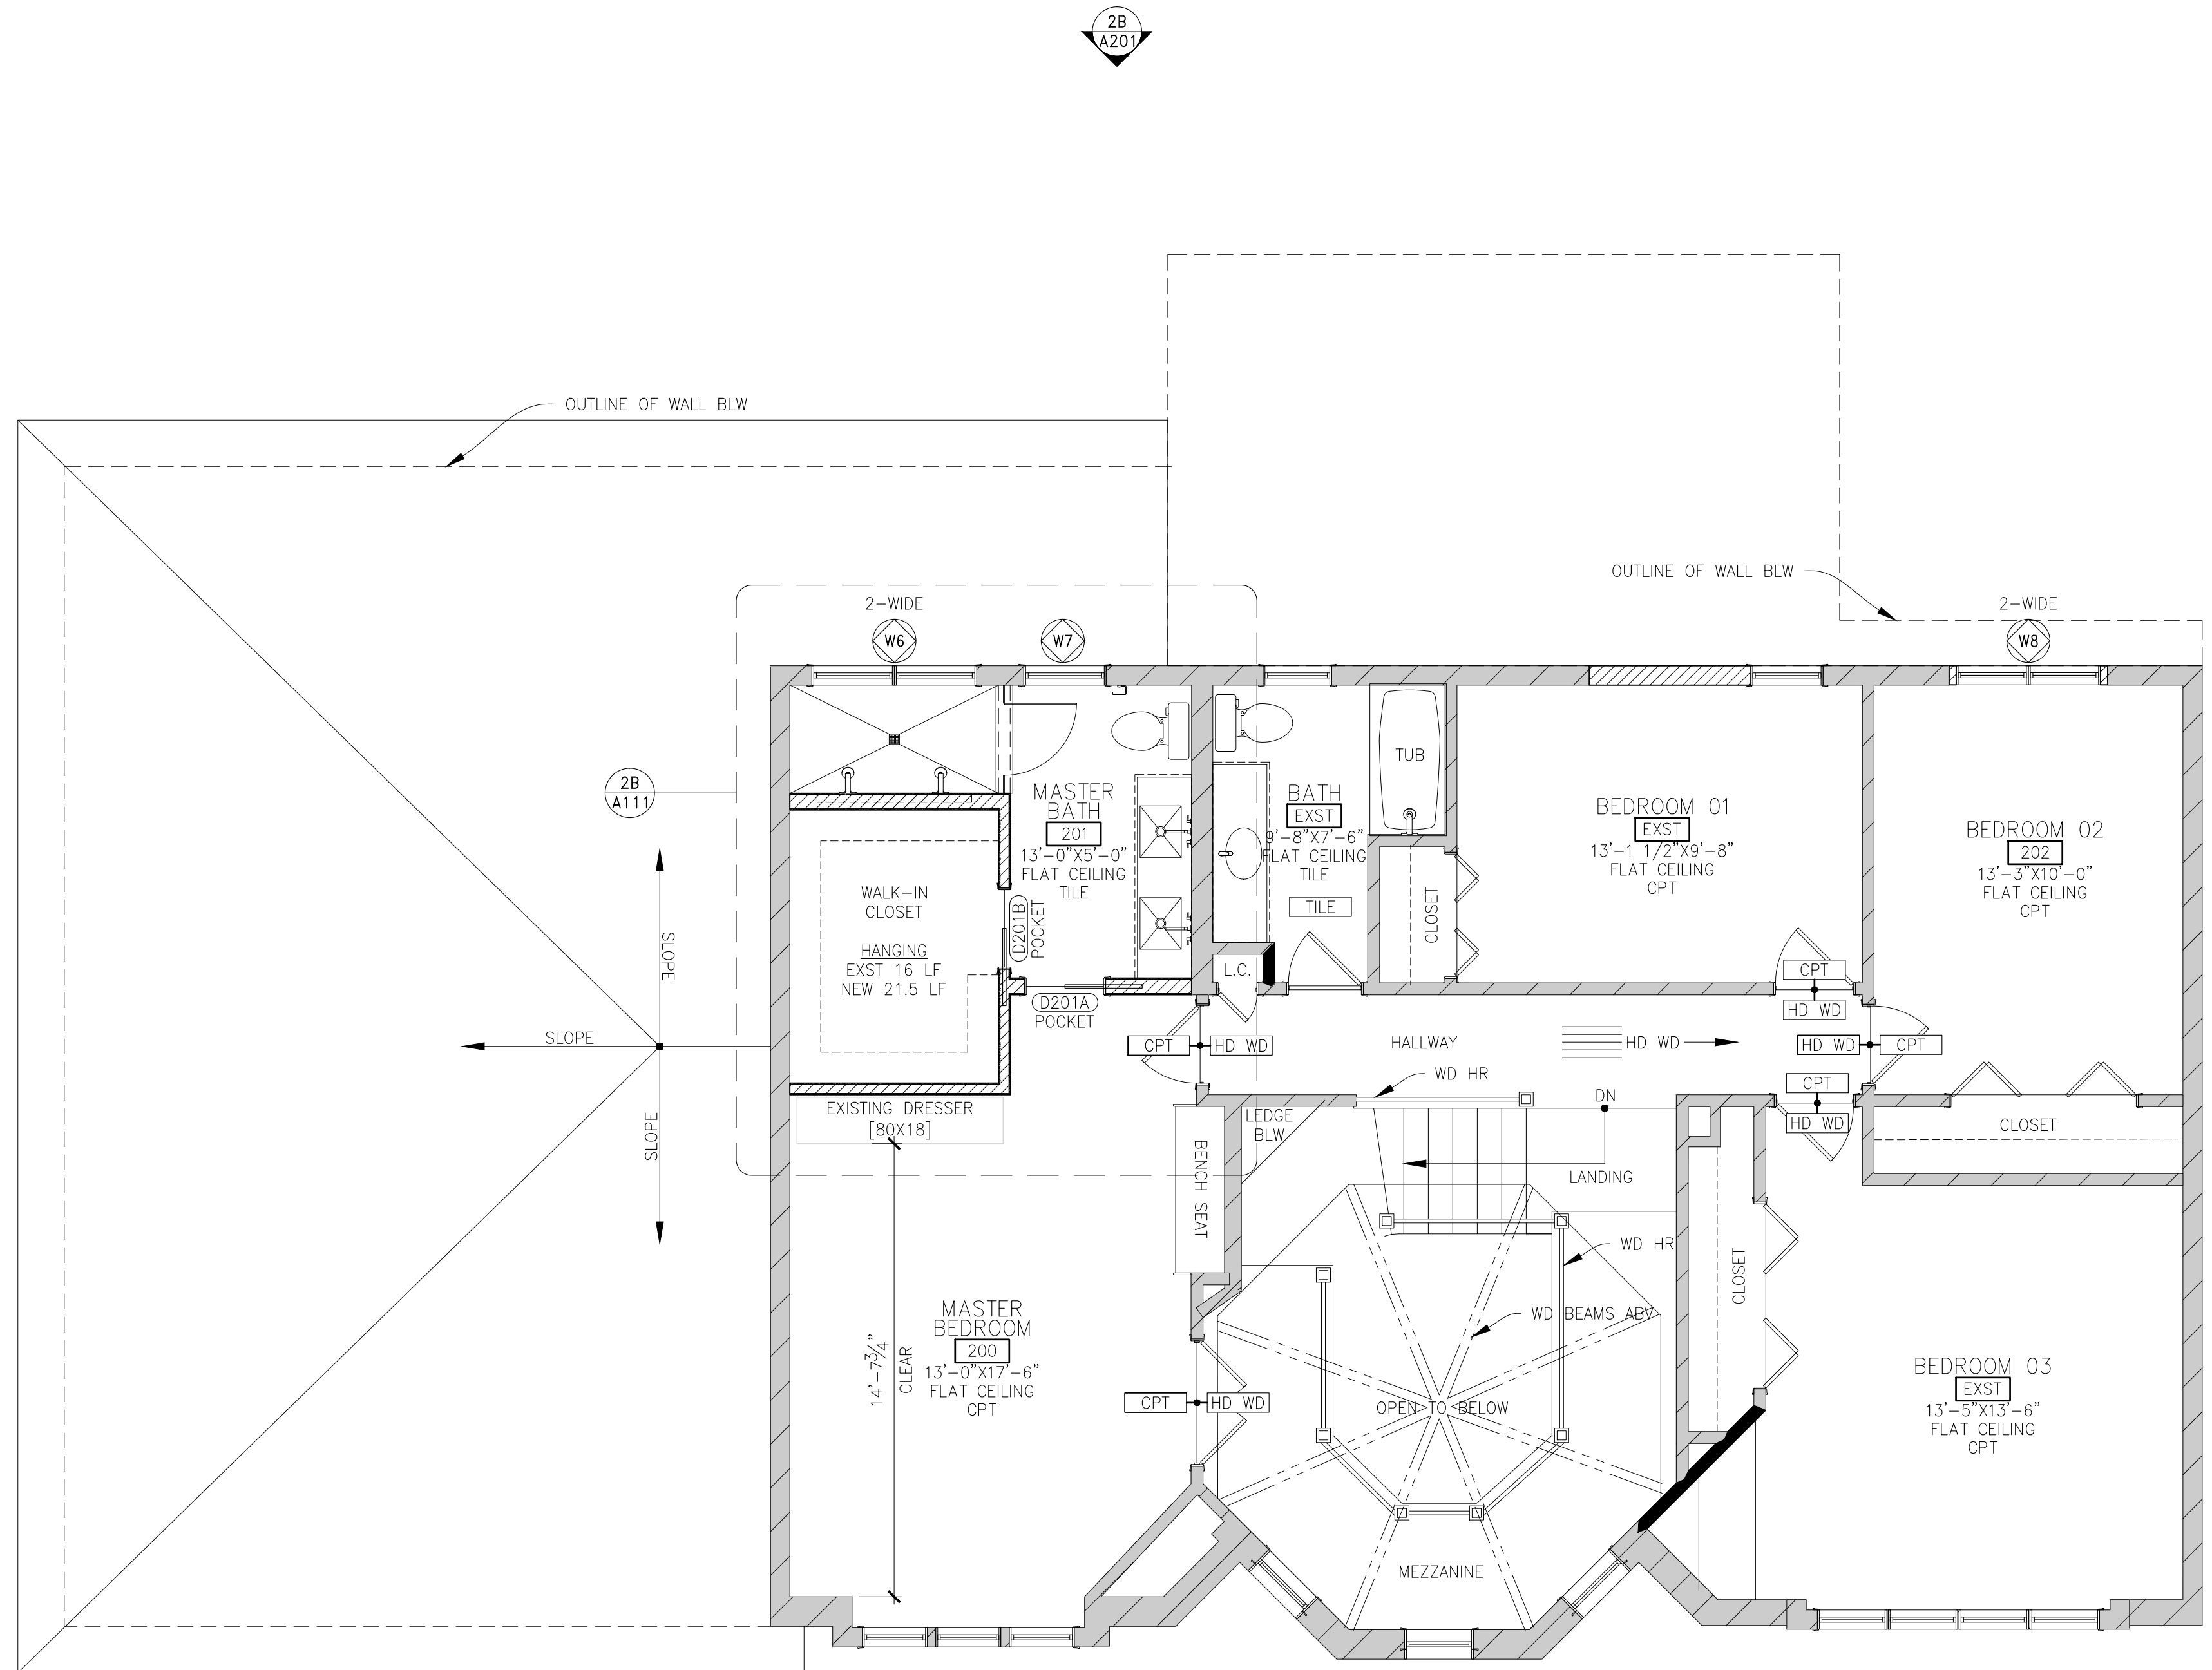 2B
A201
OUTLINE OF WALL BLW
OUTLINE OF WALL BLW
2-WIDE
W6
W7
2-WIDE
W8
2B
A111
MASTER
BATH
201
13'-0"X5'-0"
FLAT CEILING
TILE
BATH
EXST
9'-8"X7'-6"
FLAT CEILING
TILE
TILE
TUB
BEDROOM 01
EXST
13'-1 1/2"X9'-8"
FLAT CEILING
CPT
BEDROOM 02
202
13'-3"X10'-0"
FLAT CEILING
CPT
WALK-IN
CLOSET
HANGING
EXST 16 LF
NEW 21.5 LF
D201B
POCKET
D201A
POCKET
CLOSET
L.C.
SLOPE
SLOPE
SLOPE
CPT
HD WD
HALLWAY
HD WD
CPT
HD WD
HD WD
CPT
CPT
HD WD
WD HR
DN
EXISTING DRESSER
[80X18]
LEDGE
BLW
BENCH SEAT
LANDING
CLOSET
CLOSET
WD HR
WD BEAMS ABV
MASTER
BEDROOM
200
13'-0"X17'-6"
FLAT CEILING
CPT
14'-7 3/4"
CLEAR
CPT
HD WD
OPEN TO BELOW
BEDROOM 03
EXST
13'-5"X13'-6"
FLAT CEILING
CPT
MEZZANINE